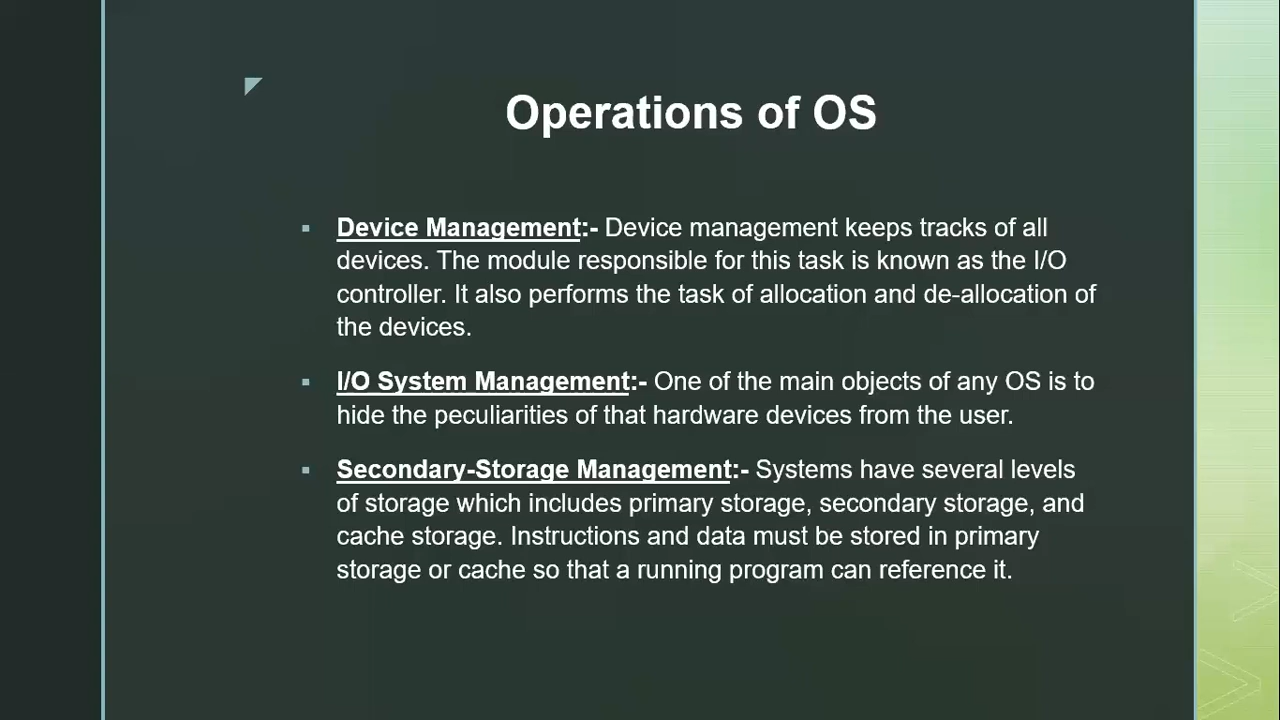 Operations of OS
▪ Device Management:- Device management keeps tracks of all
devices. The module responsible for this task is known as the I/O
controller. It also performs the task of allocation and de-allocation of
the devices.
▪ I/O System Management:- One of the main objects of any OS is to
hide the peculiarities of that hardware devices from the user.
▪ Secondary-Storage Management:- Systems have several levels
of storage which includes primary storage, secondary storage, and
cache storage. Instructions and data must be stored in primary
storage or cache so that a running program can reference it.